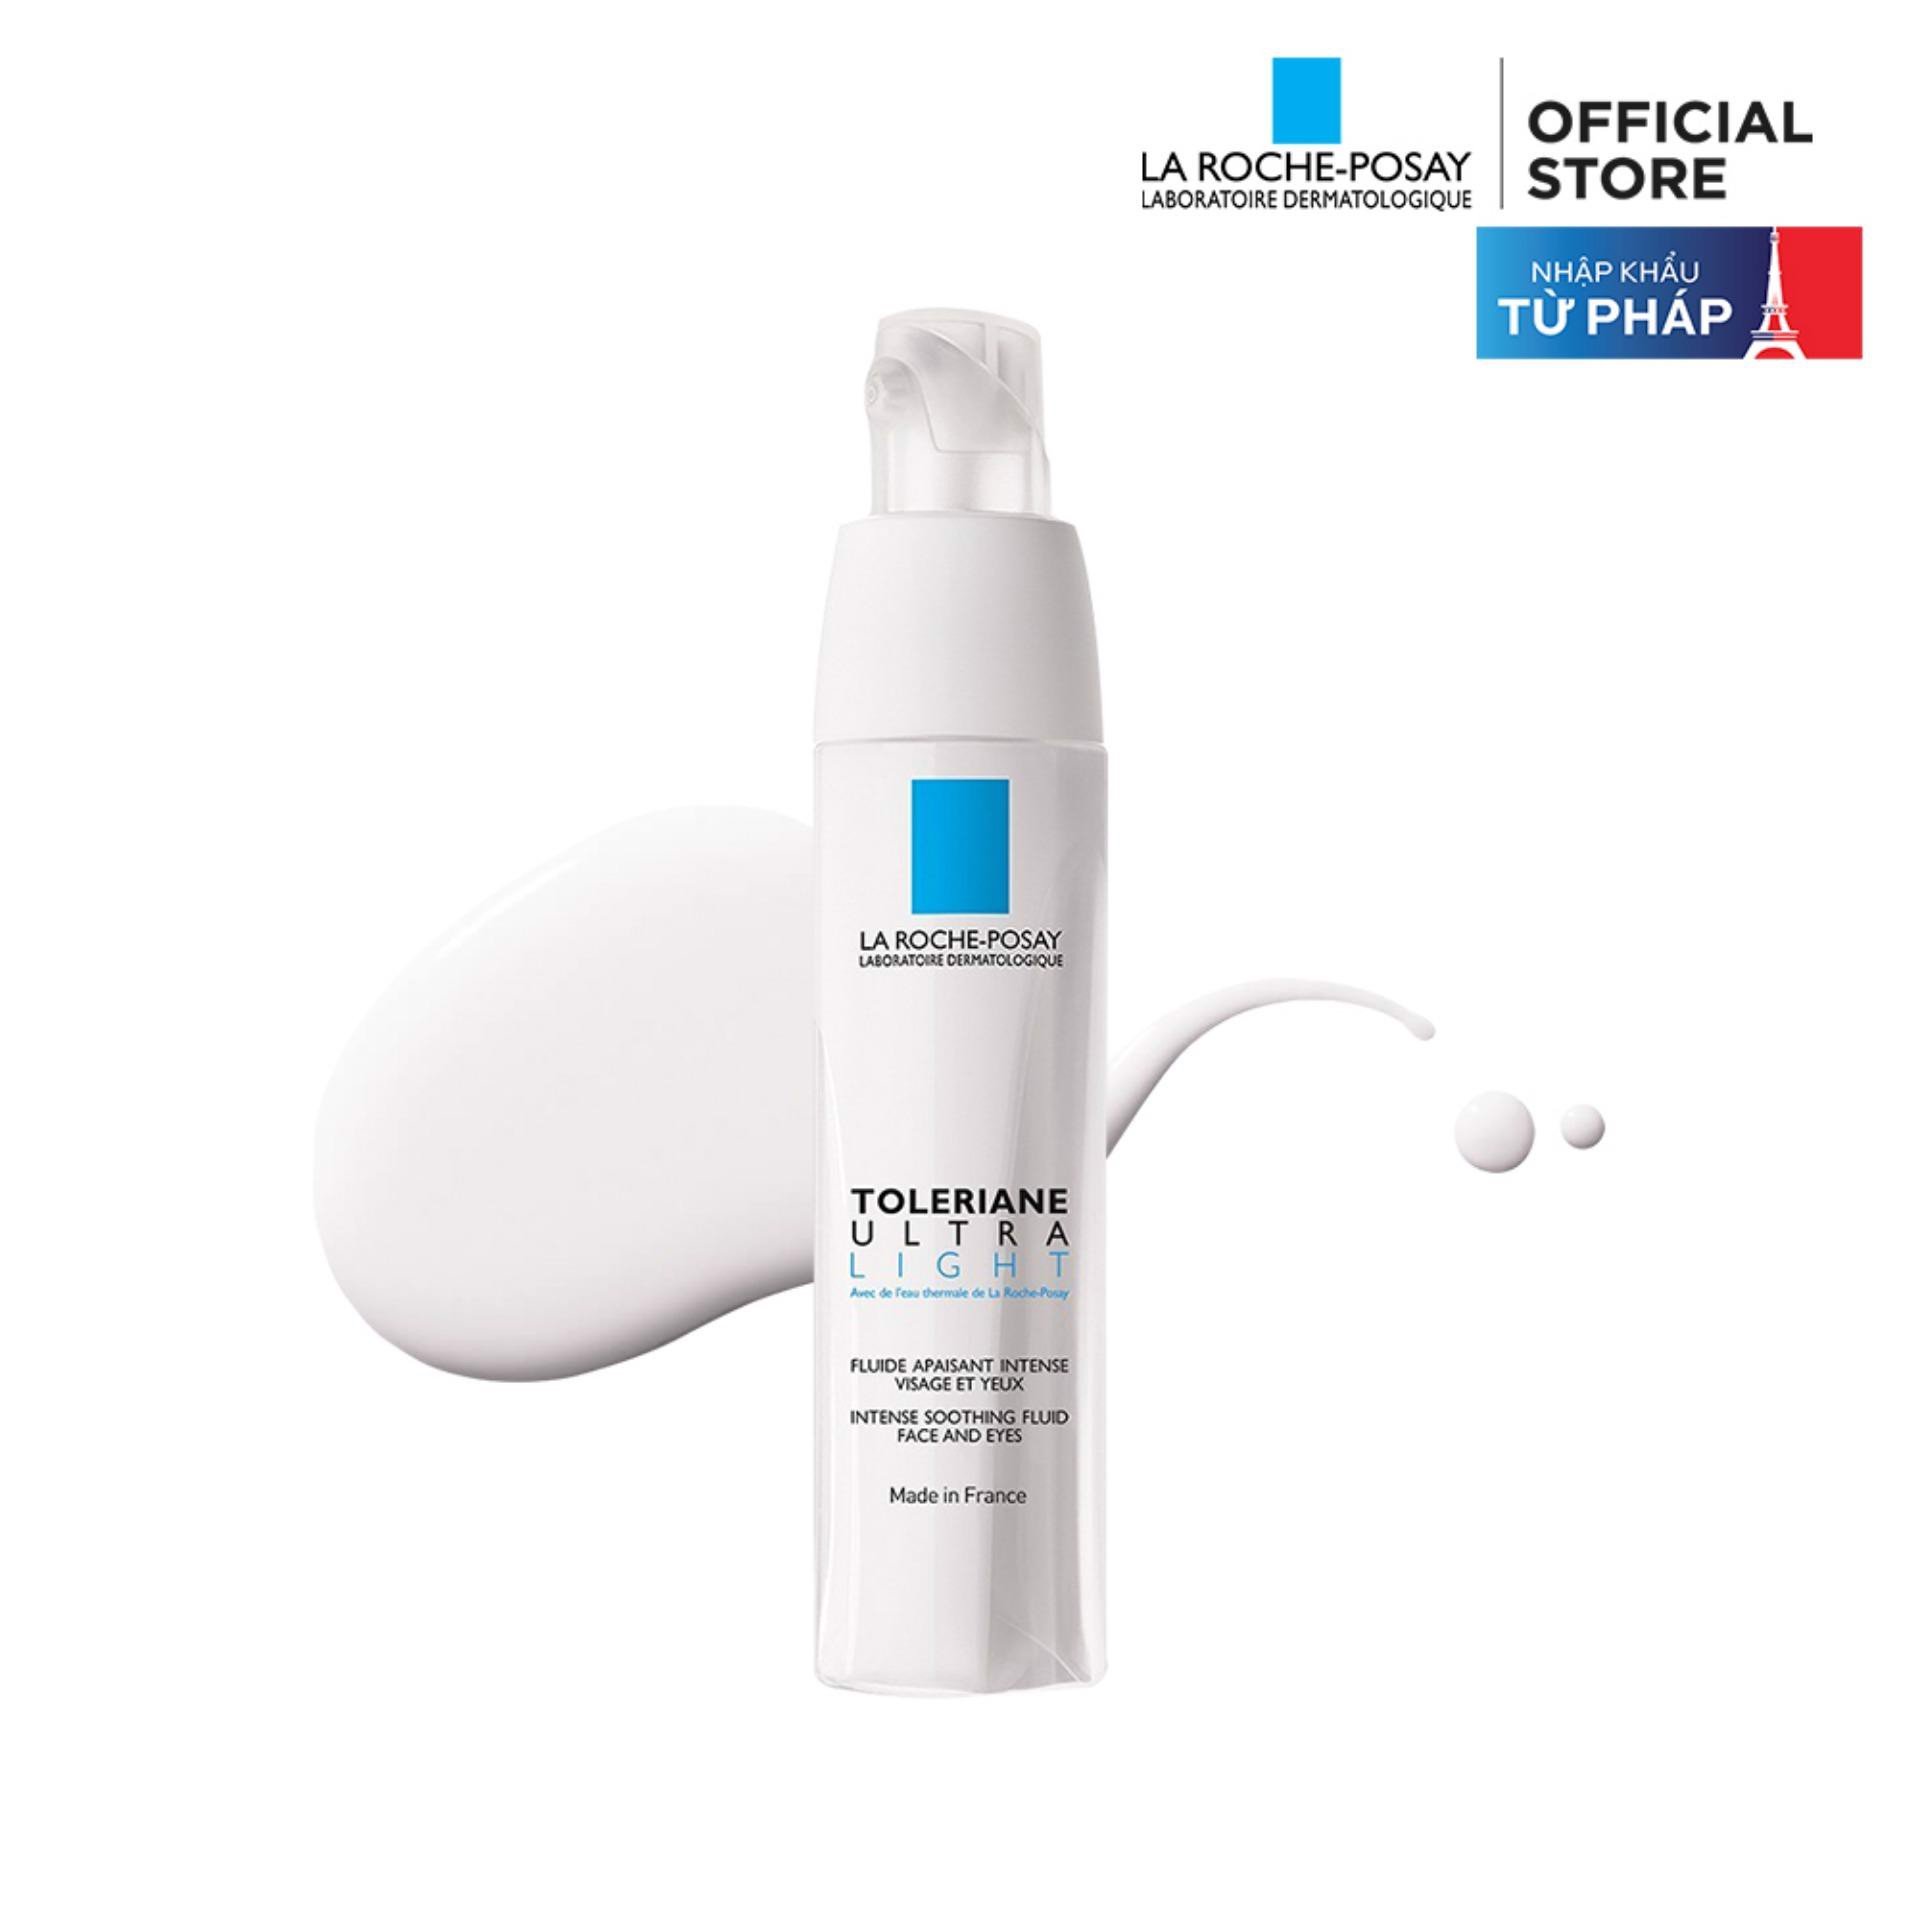 LA ROCHE-POSAY
LABORATOIRE DERMATOLOGIQUE
OFFICIAL
STORE
NHẬP KHẨU
TỪ PHÁP
LA ROCHE-POSAY
LABORATOIRE DERMATOLOGIQUE
TOLERIANE
ULTRA
LIGHT
Avec de l'eau thermale de La Roche-Posay
FLUIDE APAISANT INTENSE
VISAGE ET YEUX
INTENSE SOOTHING FLUID
FACE AND EYES
Made in France